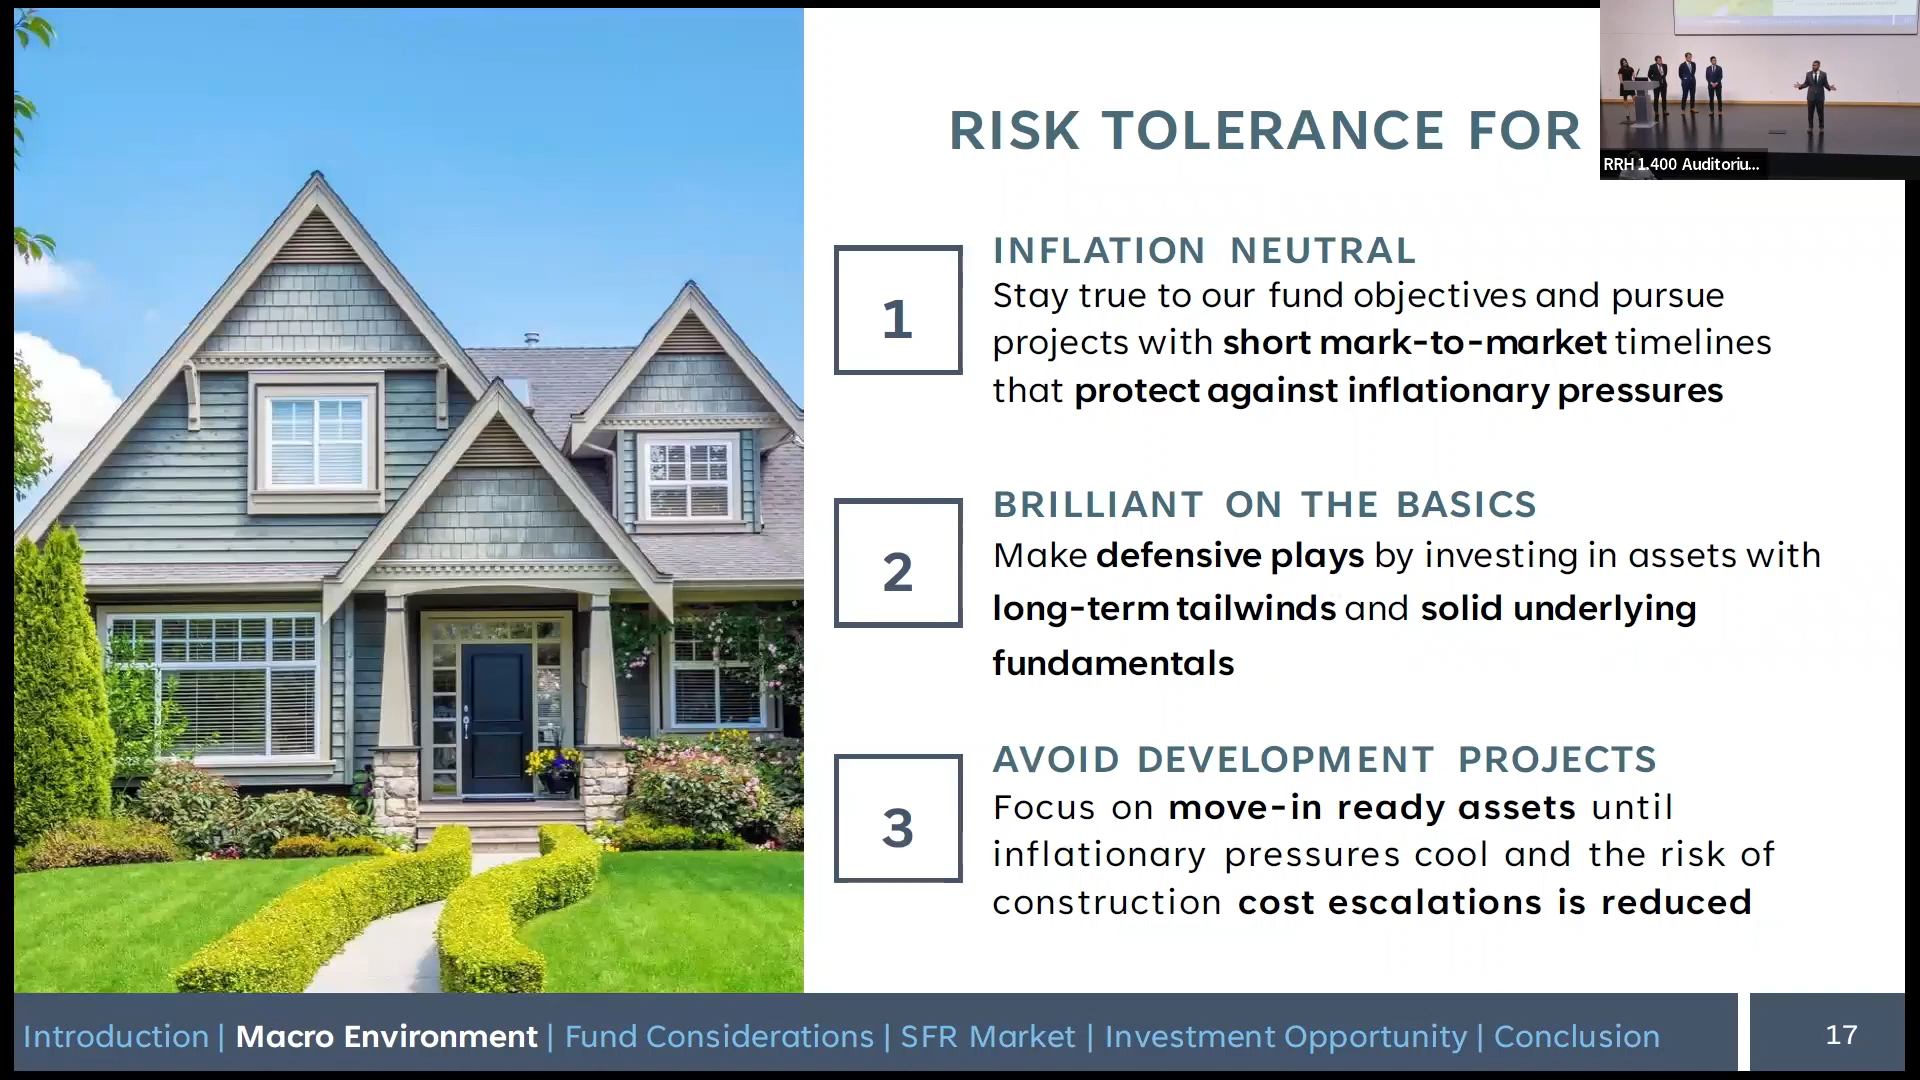 RISK TOLERANCE FOR
RRH 1.400 Auditoriu...
1
INFLATION NEUTRAL
Stay true to our fund objectives and pursue
projects with short mark-to-market timelines
that protect against inflationary pressures
2
BRILLIANT ON THE BASICS
Make defensive plays by investing in assets with
long-term tailwinds and solid underlying
fundamentals
3
AVOID DEVELOPMENT PROJECTS
Focus on move-in ready assets until
inflationary pressures cool and the risk of
construction cost escalations is reduced
Introduction | Macro Environment | Fund Considerations | SFR Market | Investment Opportunity | Conclusion
17